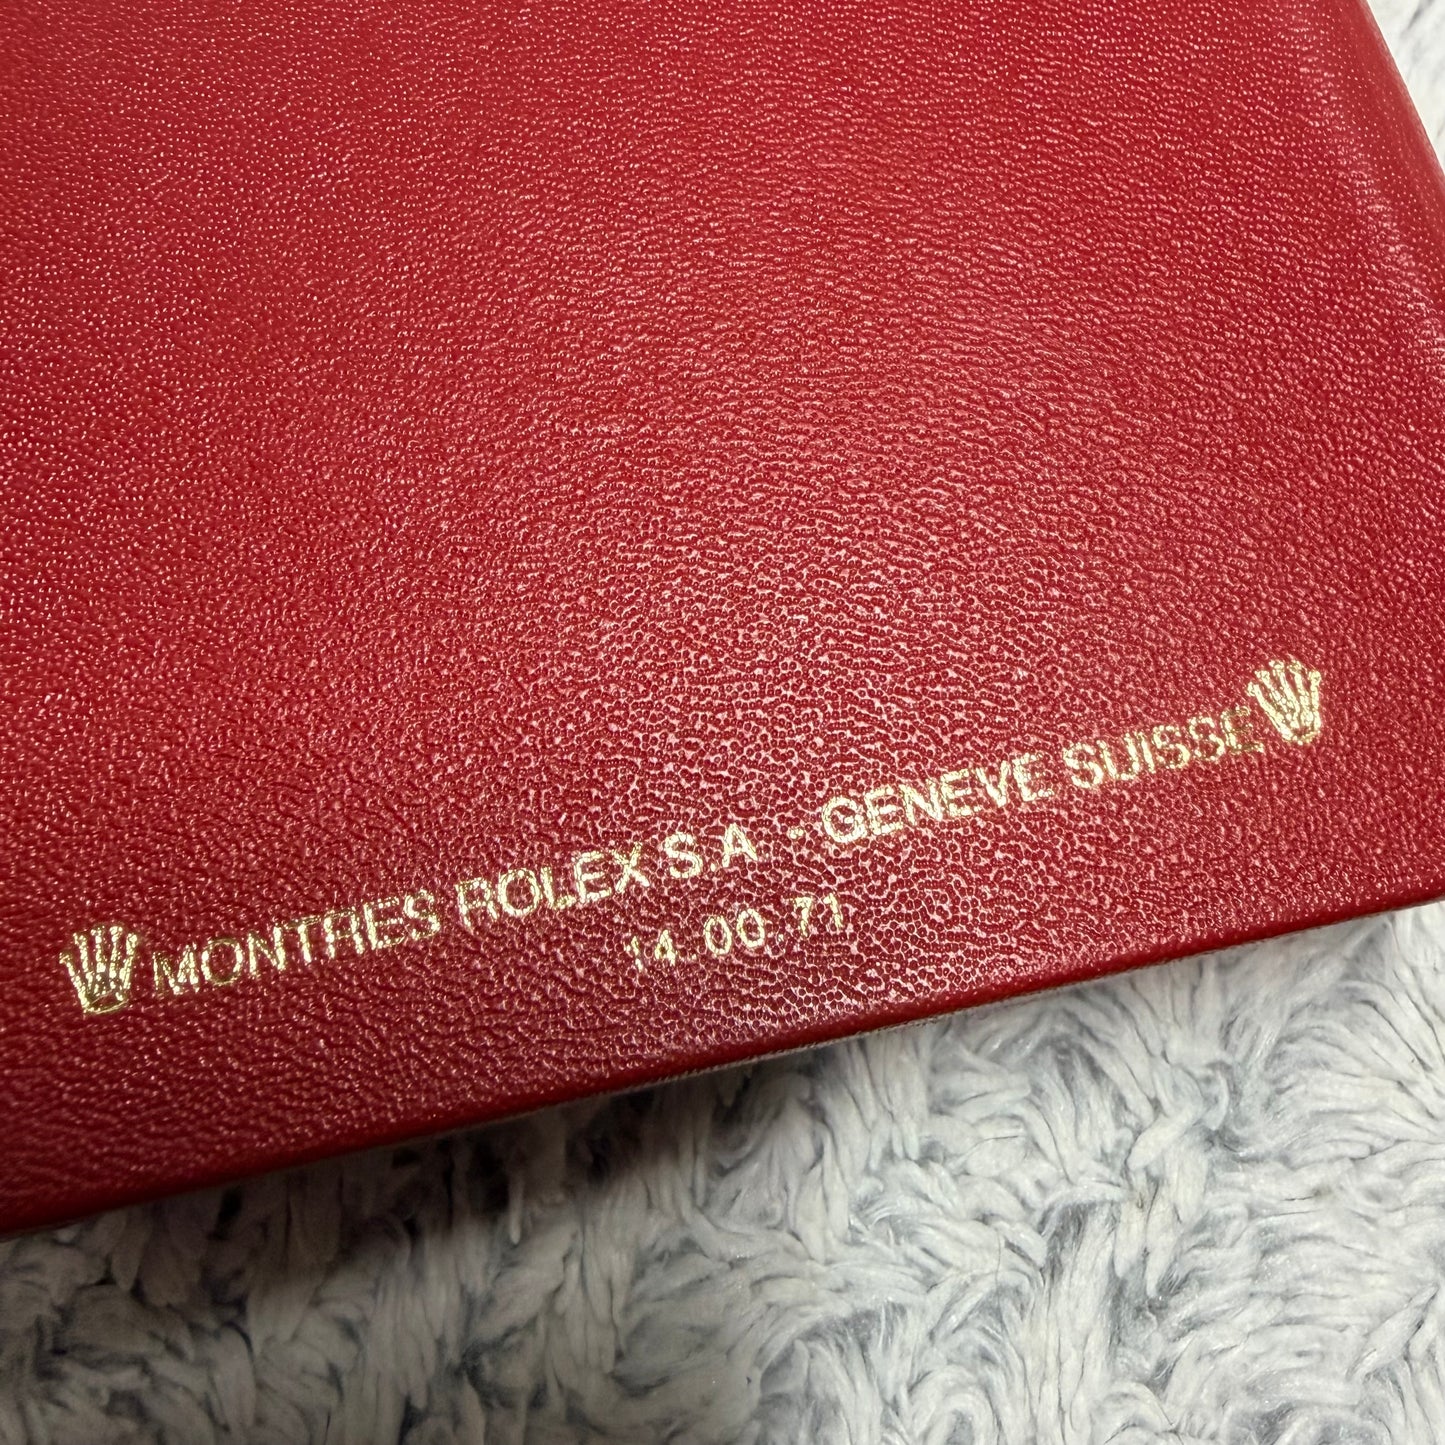 MONTRES ROLEX S.A - GENEVE SUISSE
14.00.71